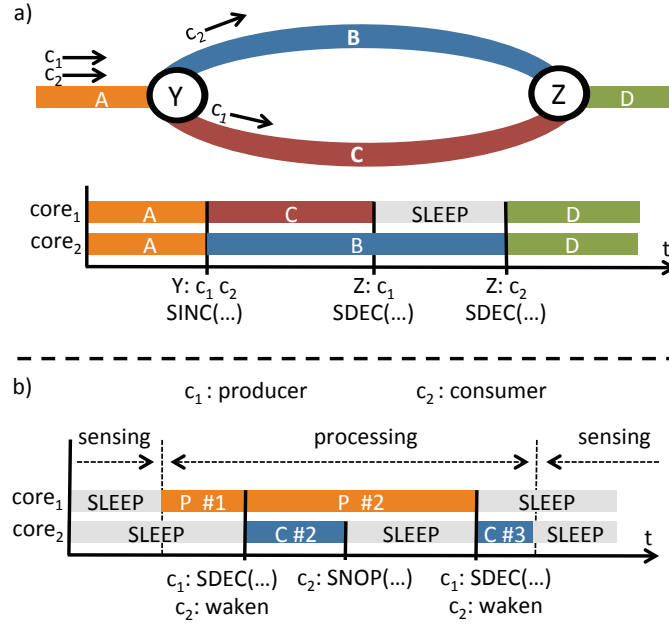 a)
c1
c2
A
Y
c2
B
c1
C
Z
D
core1 A C SLEEP D
core2 A B D
t
Y: c1 c2 Z: c1 Z: c2
SINC(...) SDEC(...) SDEC(...)
b)
c1 : producer c2 : consumer
sensing processing sensing
core1 SLEEP P #1 P #2 SLEEP
core2 SLEEP C #2 SLEEP C #3 SLEEP
t
c1: SDEC(...) c2: SNOP(...) c1: SDEC(...)
c2: waken c2: waken